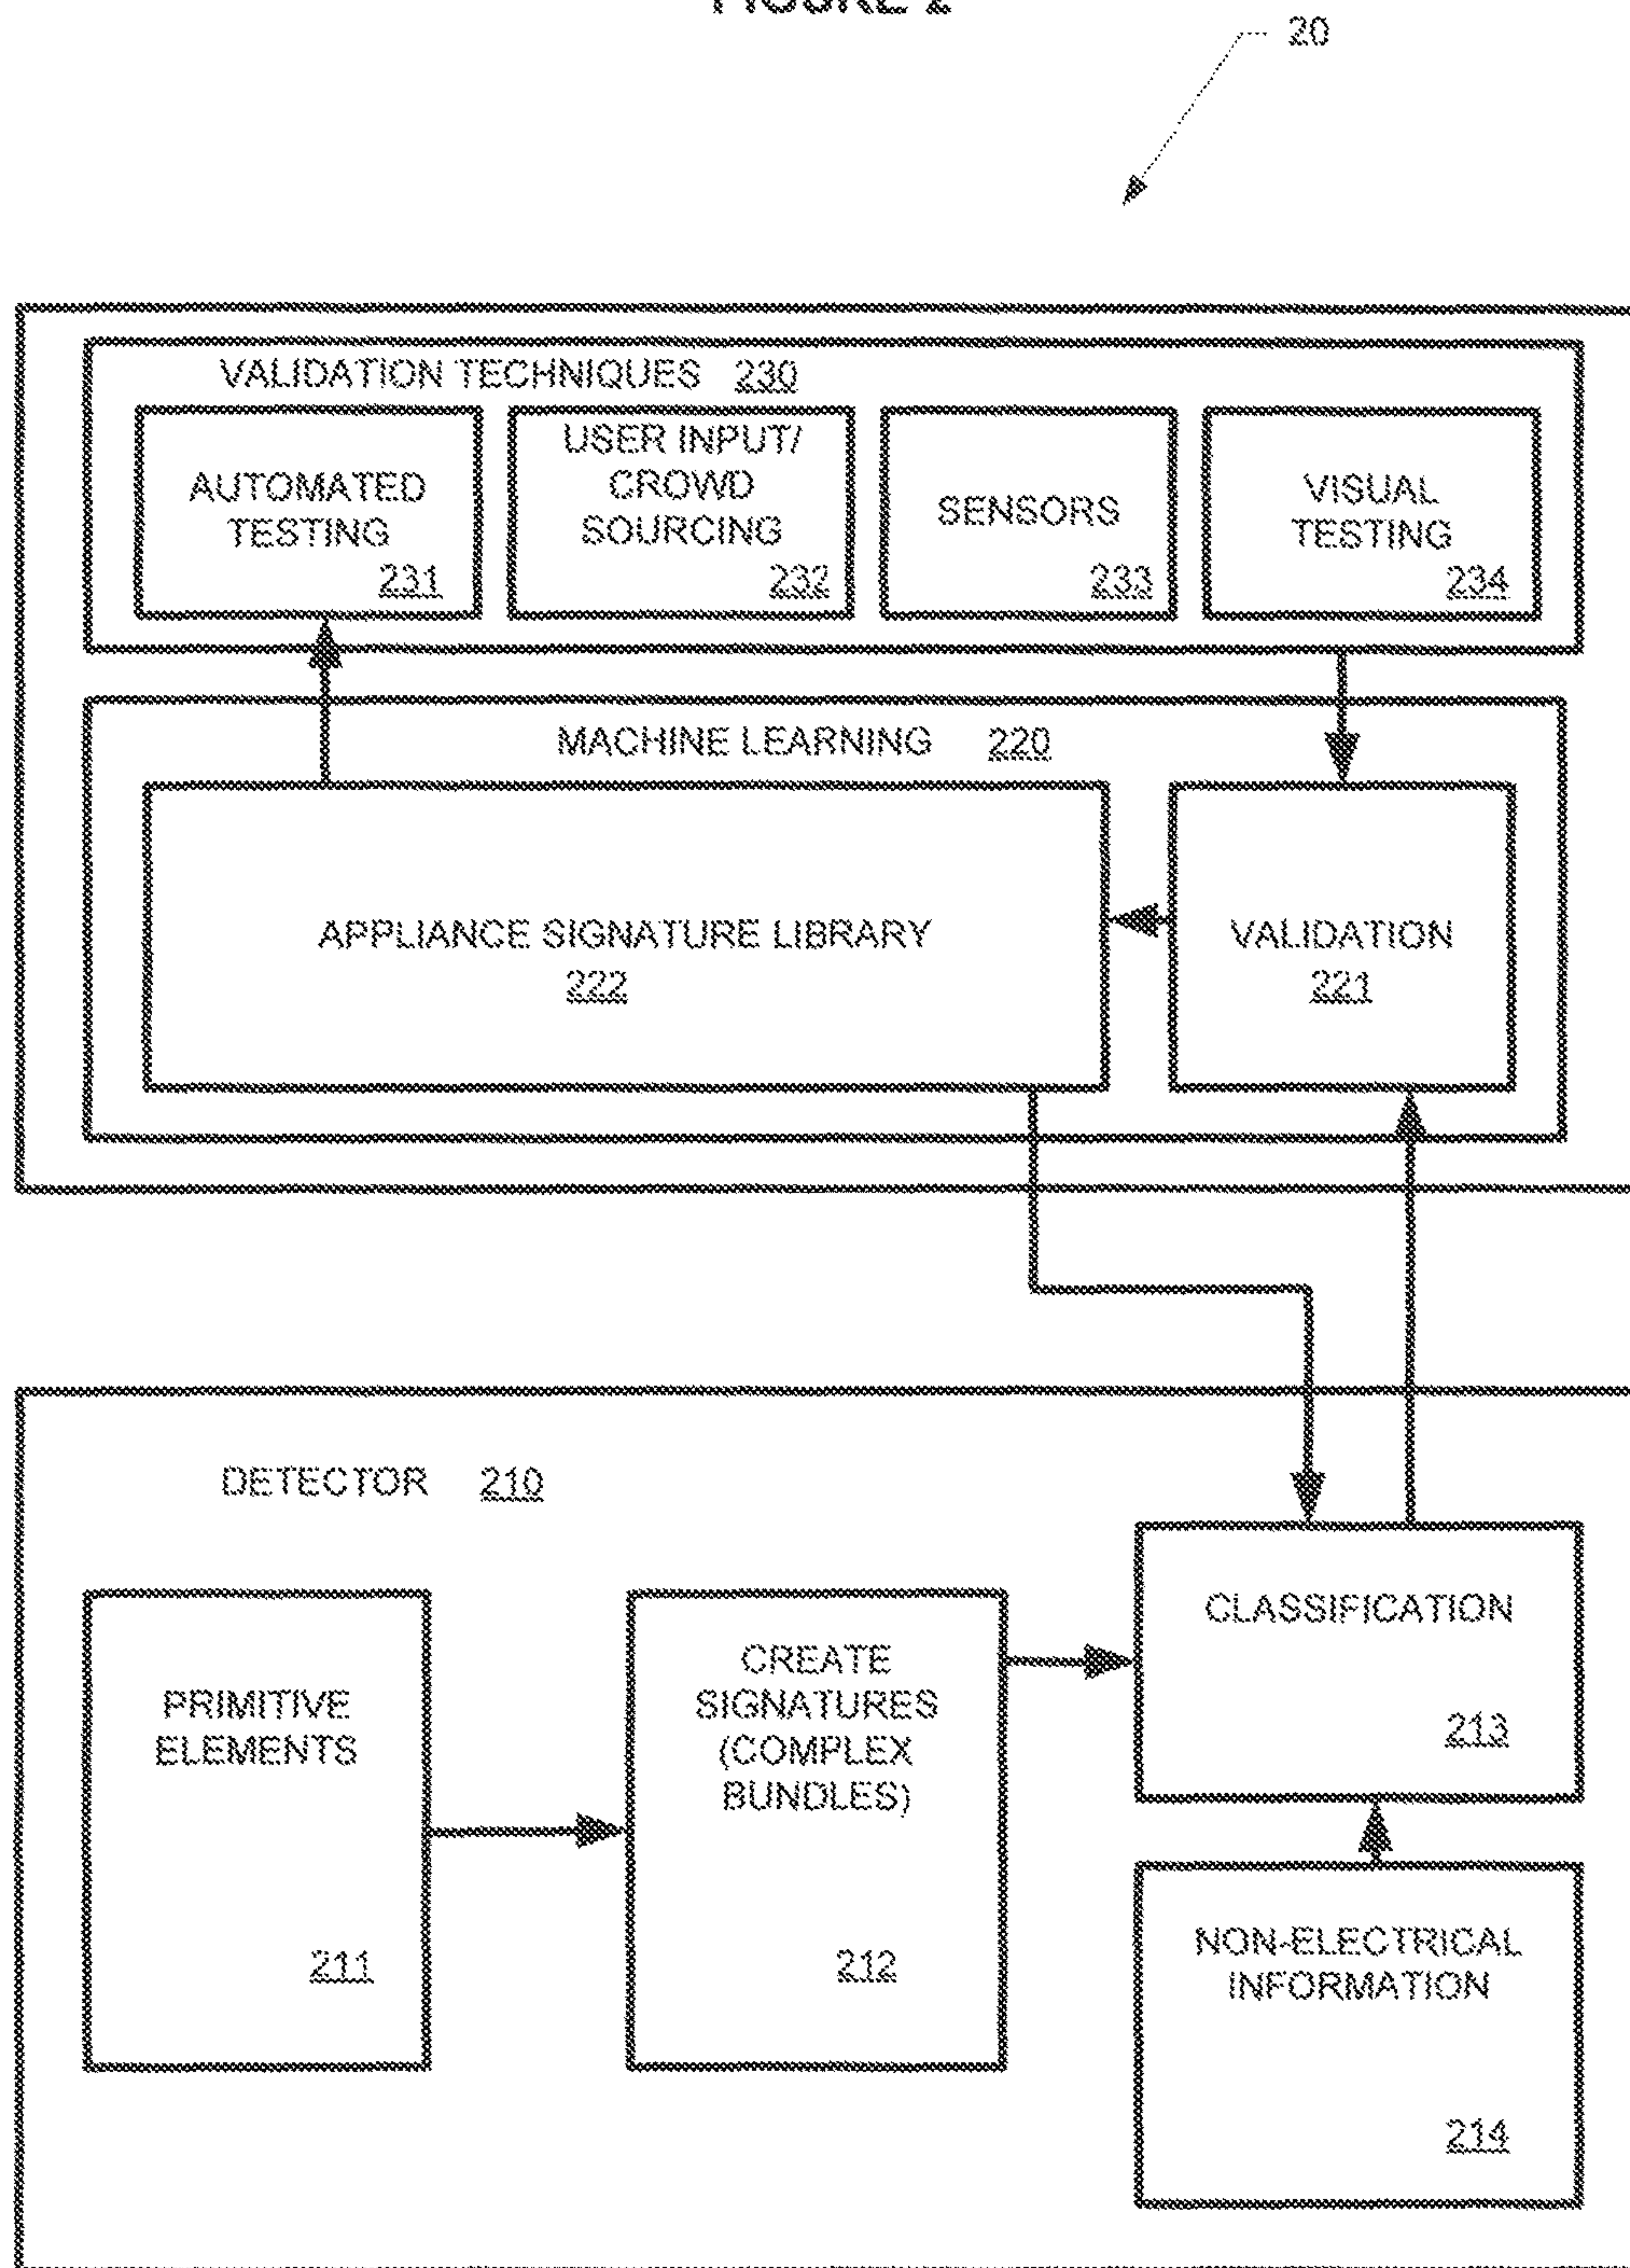 FIGURE 2
20
VALIDATION TECHNIQUES 230
AUTOMATED
TESTING
231
USER INPUT/
CROWD
SOURCING
232
SENSORS
233
VISUAL
TESTING
234
MACHINE LEARNING 220
APPLIANCE SIGNATURE LIBRARY
222
VALIDATION
221
DETECTOR 210
PRIMITIVE
ELEMENTS
211
CREATE
SIGNATURES
(COMPLEX
BUNDLES)
212
CLASSIFICATION
213
NON-ELECTRICAL
INFORMATION
214